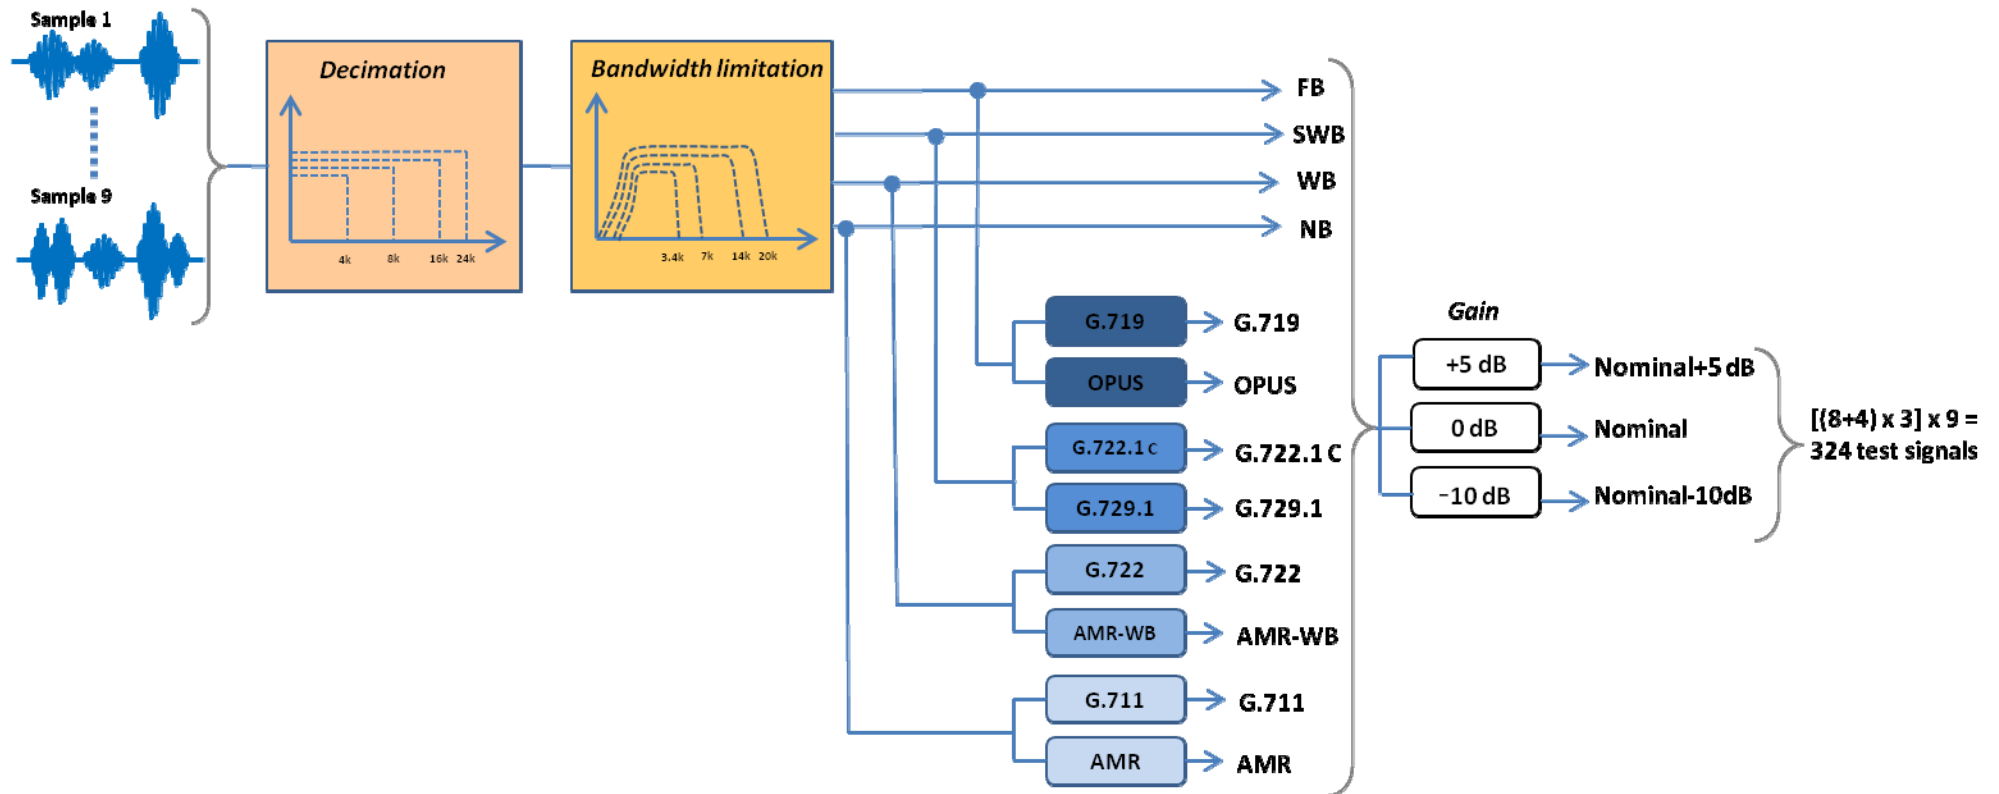 Sample 1
Sample 9
Decimation
4k 8k 16k 24k
Bandwidth limitation
3.4k 7k 14k 20k
FB
SWB
WB
NB
G.719 G.719
OPUS OPUS
G.722.1 C G.722.1 C
G.729.1 G.729.1
G.722 G.722
AMR-WB AMR-WB
G.711 G.711
AMR AMR
Gain
+5 dB Nominal+5 dB
0 dB Nominal
−10 dB Nominal-10dB
[(8+4) x 3] x 9 =
324 test signals